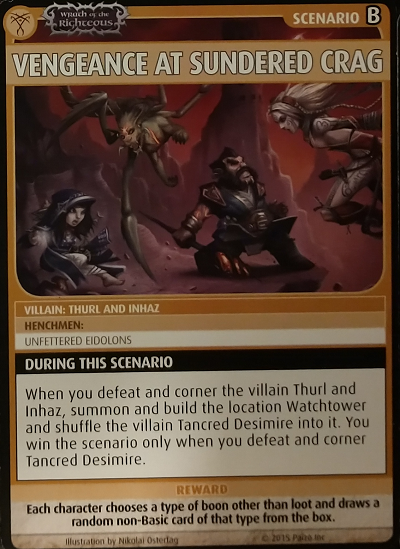 Wrath of the
Righteous
SCENARIO B
VENGEANCE AT SUNDERED CRAG
VILLAIN: THURL AND INHAZ
HENCHMEN:
UNFETTERED EIDOLONS
DURING THIS SCENARIO
When you defeat and corner the villain Thurl and
Inhaz, summon and build the location Watchtower
and shuffle the villain Tancred Desimire into it. You
win the scenario only when you defeat and corner
Tancred Desimire.
REWARD
Each character chooses a type of boon other than loot and draws a
random non-Basic card of that type from the box.
Illustration by Nikolai Ostertag © 2015 Paizo Inc